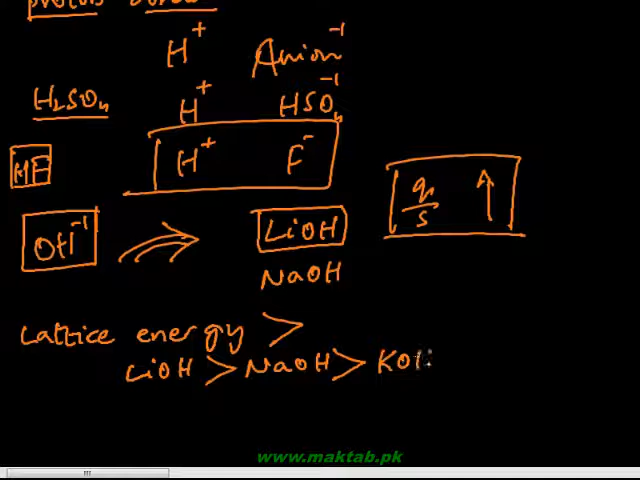 H⁺ Anion⁻¹
H₂SO₄ H⁺ HSO₄⁻¹
HF H⁺ F⁻
OH⁻¹ LiOH
q/s ↑
NaOH
Lattice energy >
LiOH > NaOH > KOH
www.maktab.pk